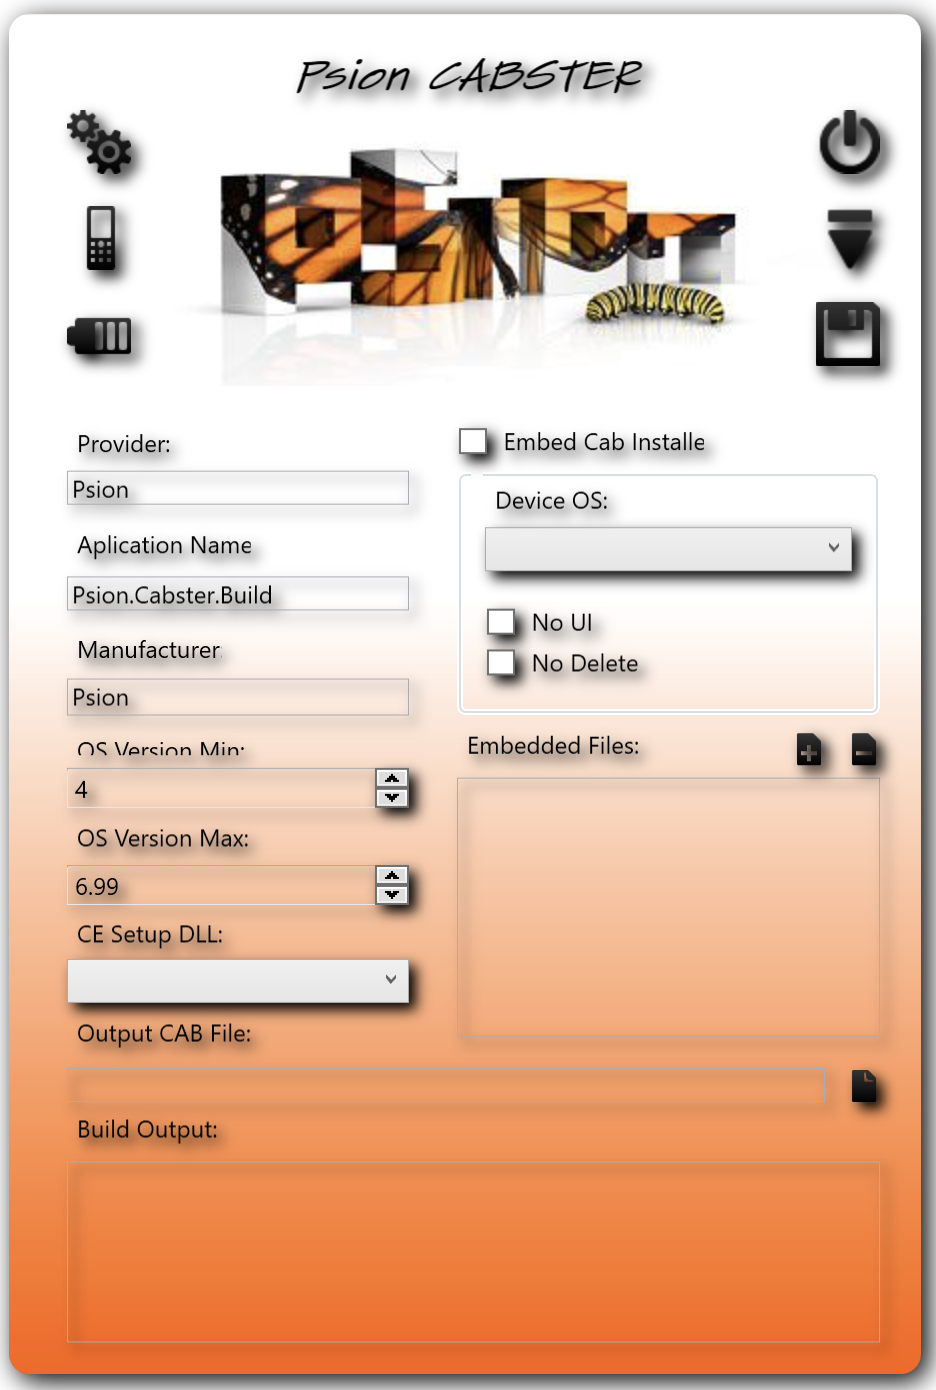 Psion CABSTER
psion
Provider:
Psion
Aplication Name
Psion.Cabster.Build
Manufacturer
Psion
OS Version Min:
4
OS Version Max:
6.99
CE Setup DLL:
Output CAB File:
Build Output:
Embed Cab Installe
Device OS:
No UI
No Delete
Embedded Files: